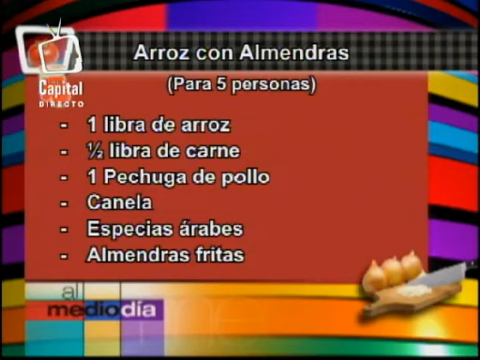 Capital
DIRECTO
Arroz con Almendras
(Para 5 personas)
- 1 libra de arroz
- ½ libra de carne
- 1 Pechuga de pollo
- Canela
- Especias árabes
- Almendras fritas
al
mediodía